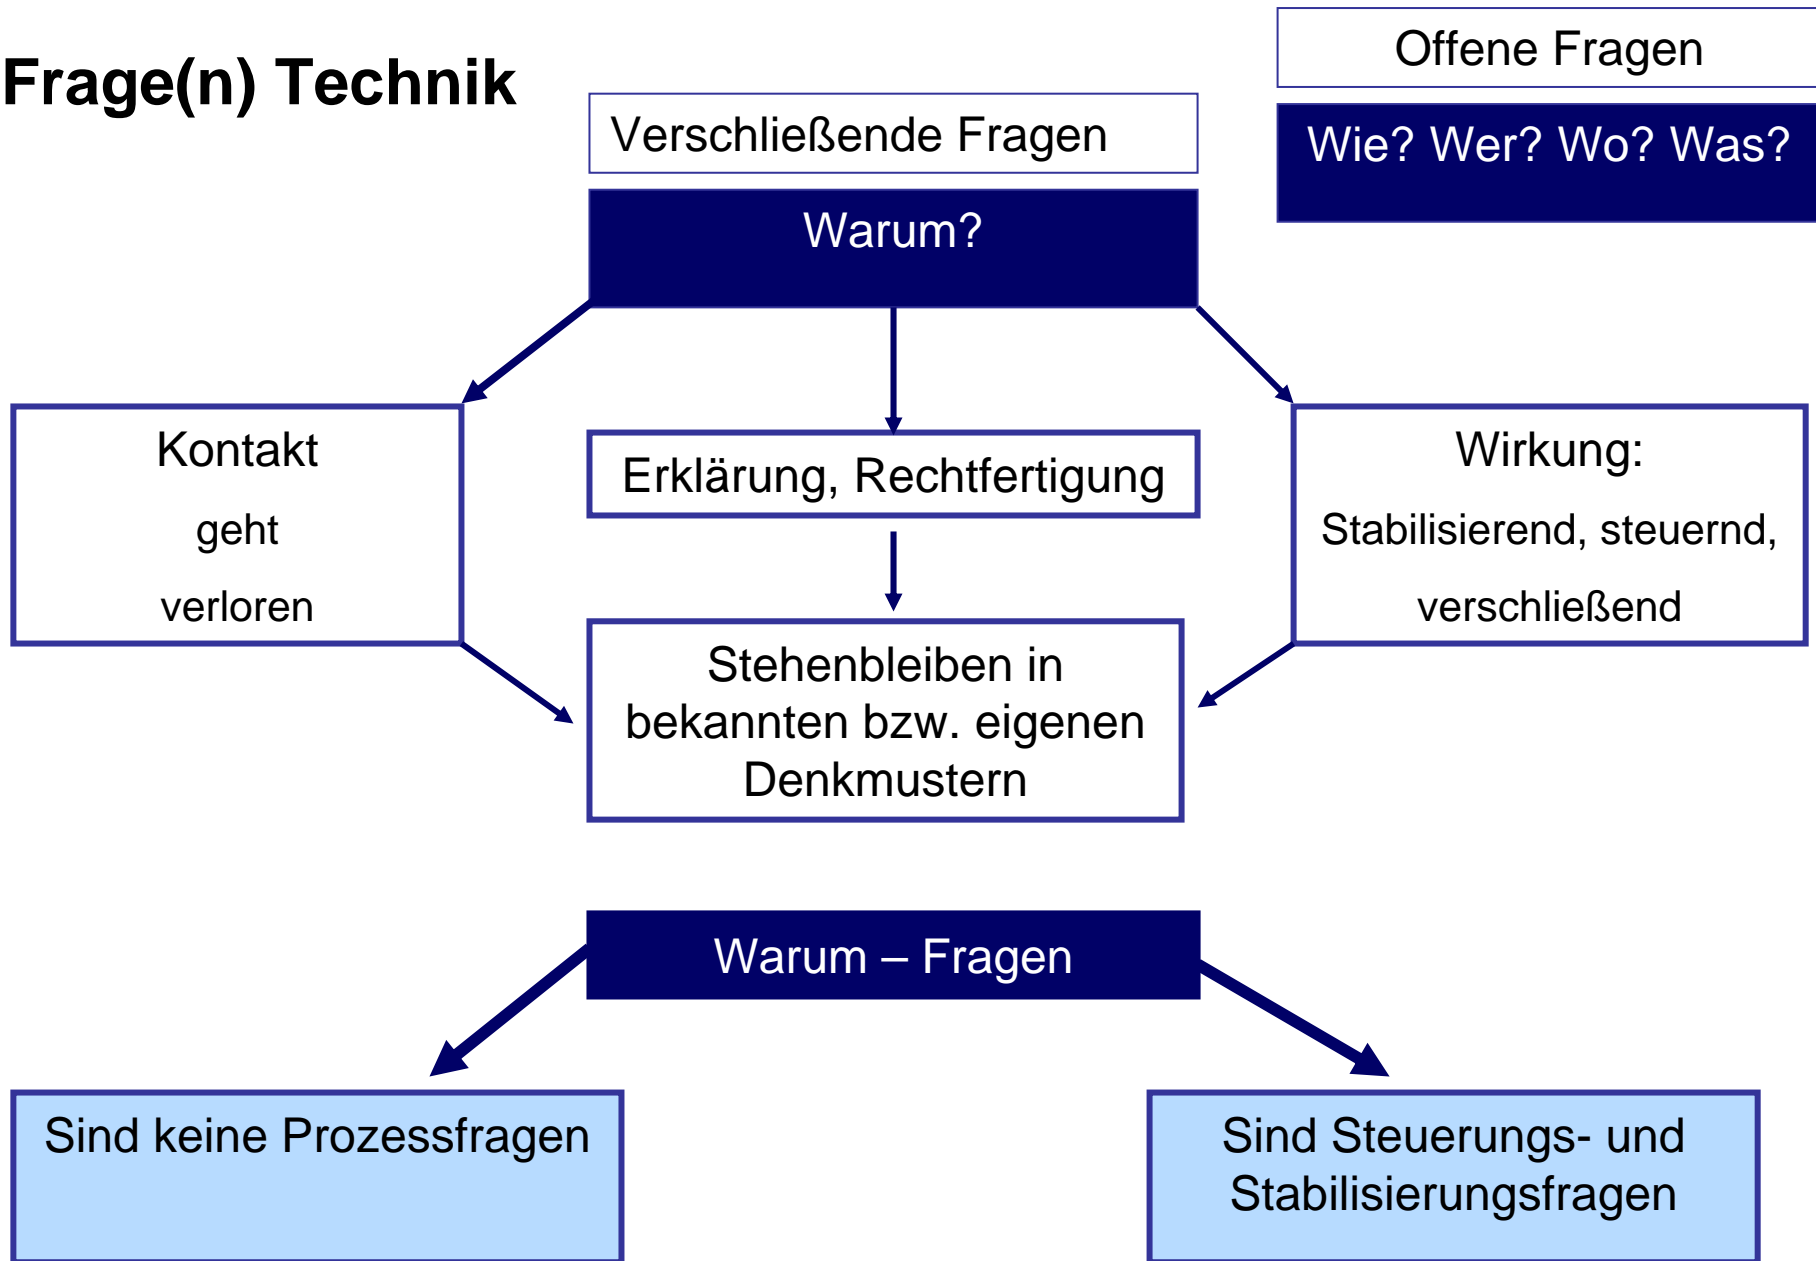 Frage(n) Technik
Offene Fragen
Wie? Wer? Wo? Was?
Verschließende Fragen
Warum?
Kontakt
geht
verloren
Erklärung, Rechtfertigung
Wirkung:
Stabilisierend, steuernd,
verschließend
Stehenbleiben in
bekannten bzw. eigenen
Denkmustern
Warum – Fragen
Sind keine Prozessfragen
Sind Steuerungs- und
Stabilisierungsfragen